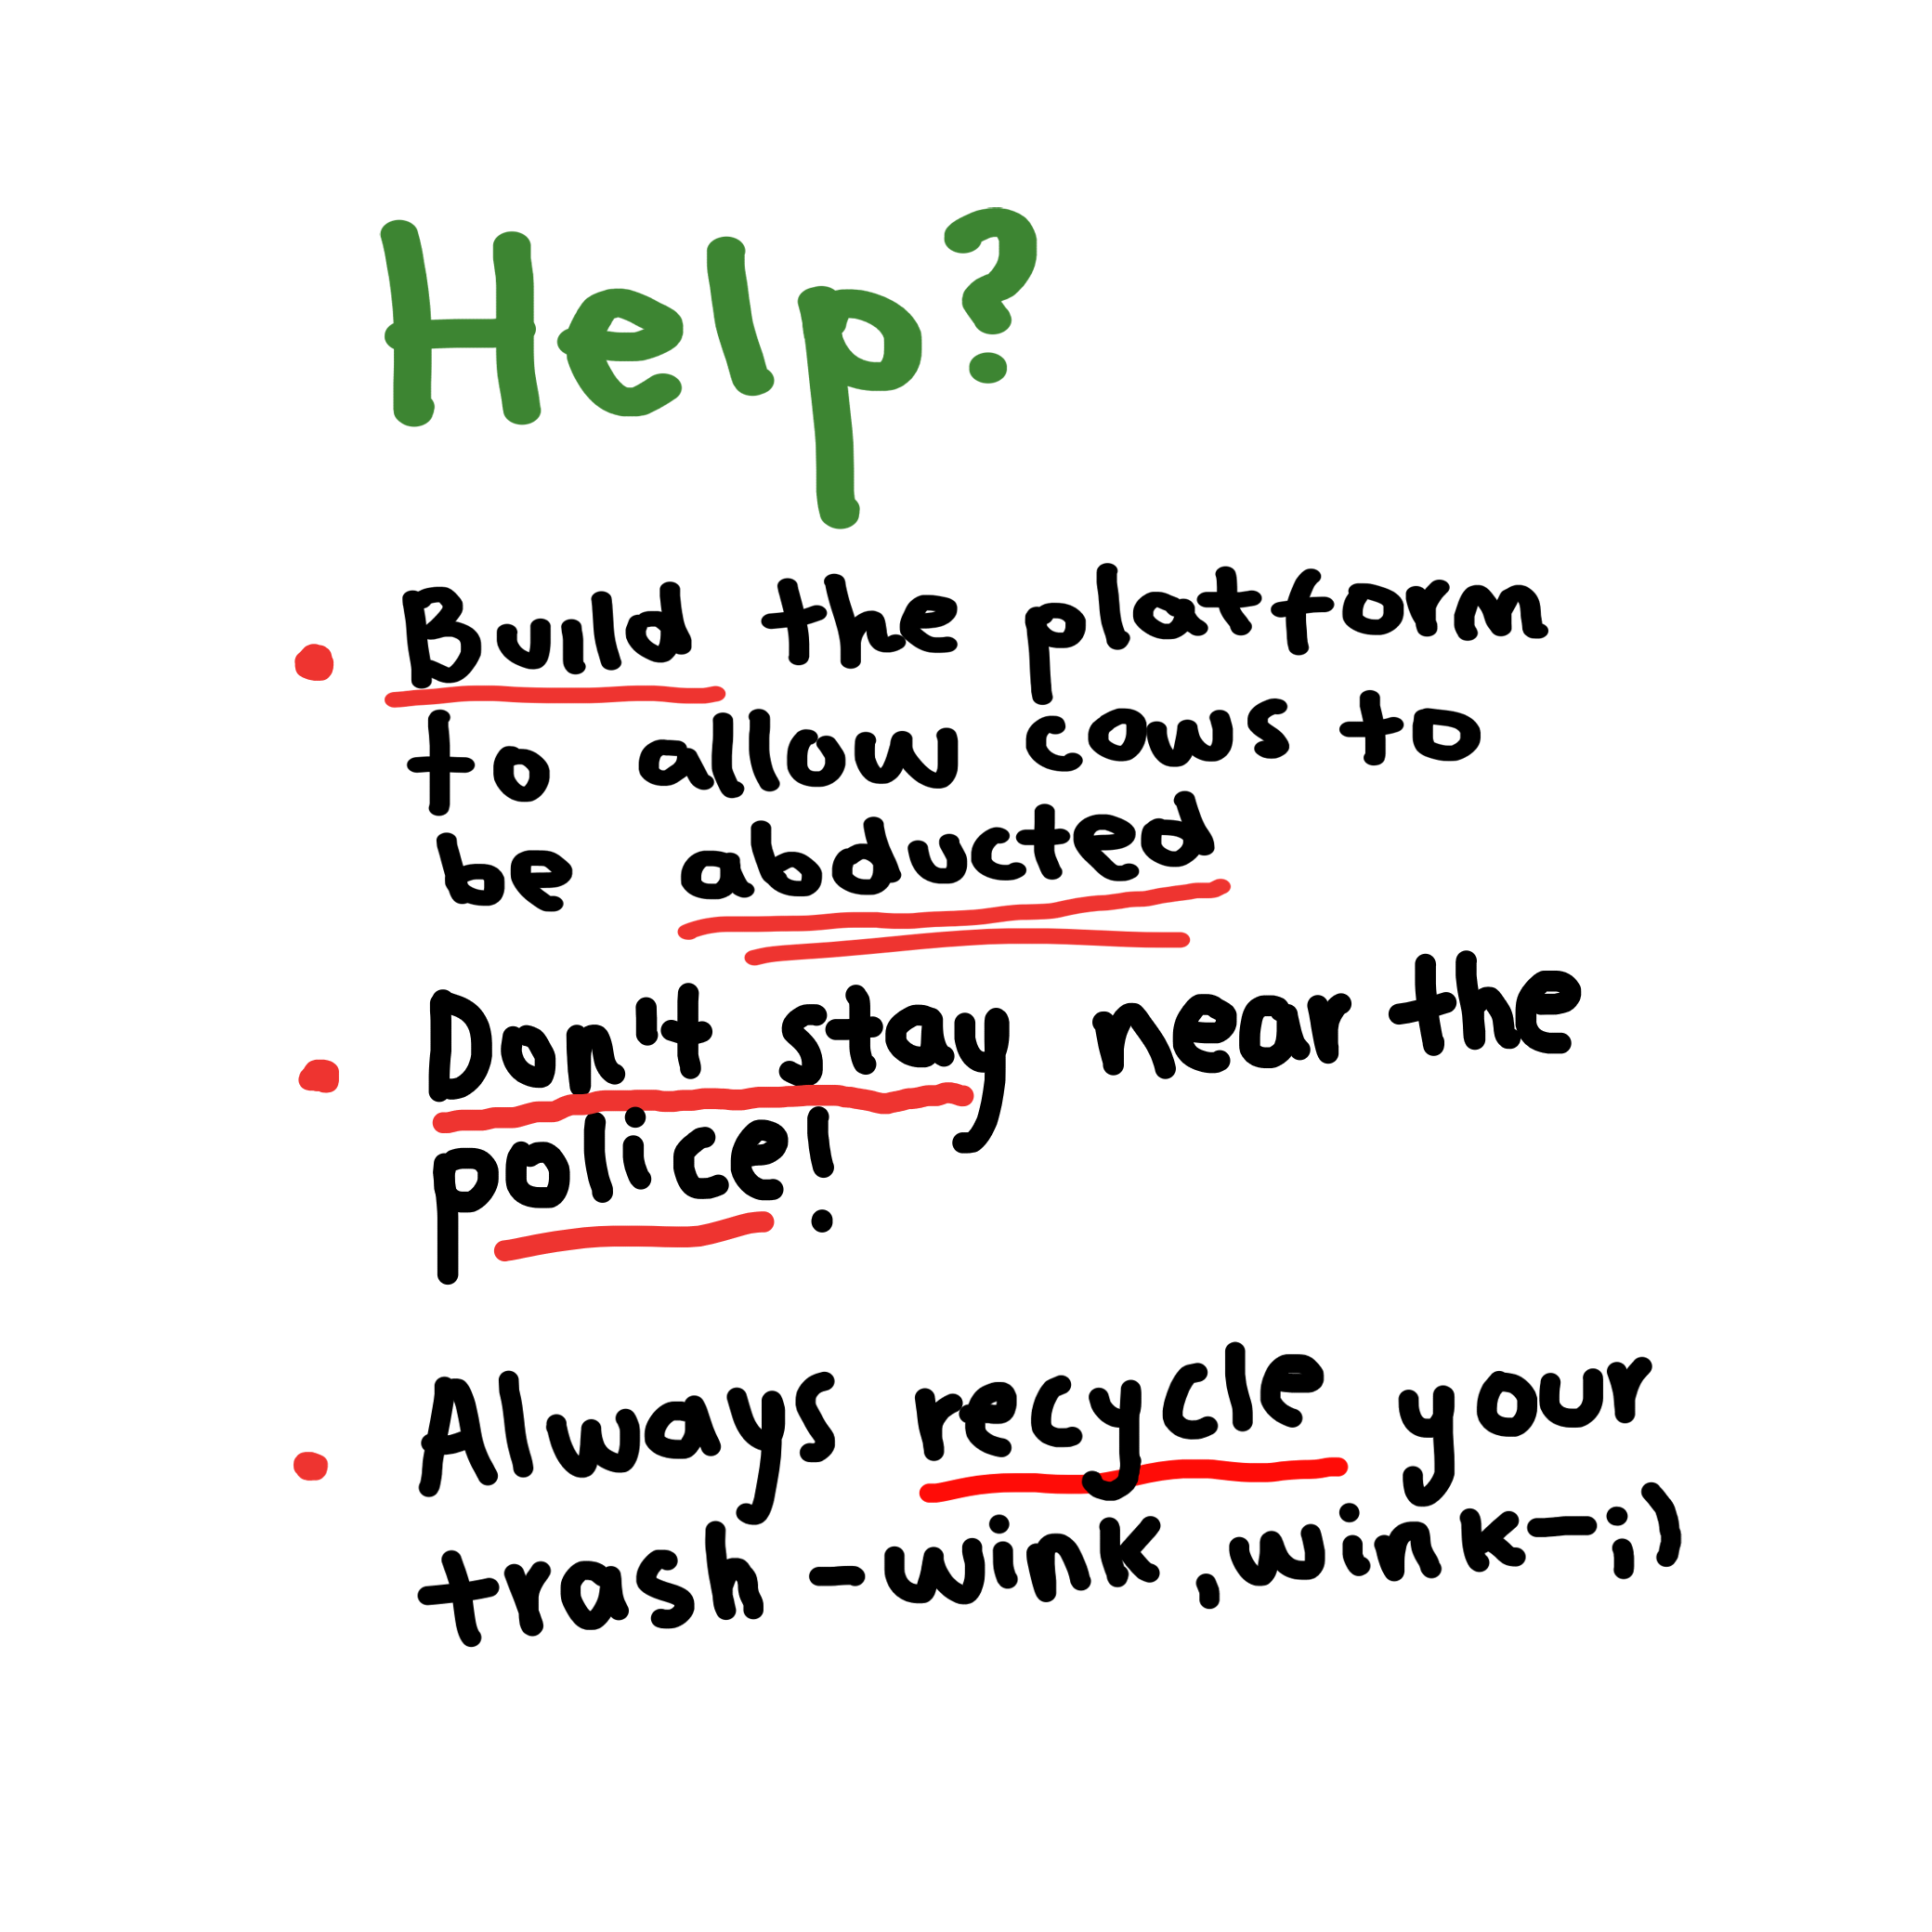 Help?
Build the platform
to allow cows to
be abducted
Don't stay near the
police!
Always recycle your
trash -wink, wink-;)